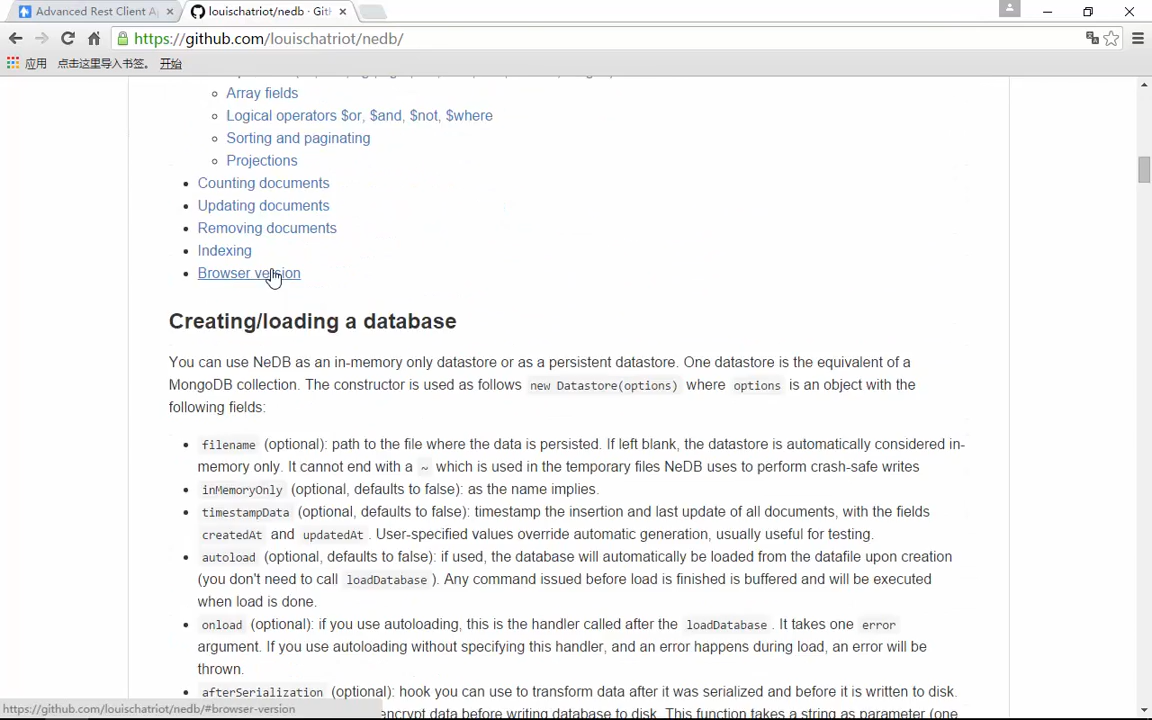 Advanced Rest Client A
louischatriot/nedb · Git
https://github.com/louischatriot/nedb/
应用 点击这里导入书签。 开始
Array fields
Logical operators $or, $and, $not, $where
Sorting and paginating
Projections
Counting documents
Updating documents
Removing documents
Indexing
Browser version
Creating/loading a database
You can use NeDB as an in-memory only datastore or as a persistent datastore. One datastore is the equivalent of a
MongoDB collection. The constructor is used as follows new Datastore(options) where options is an object with the
following fields:
filename (optional): path to the file where the data is persisted. If left blank, the datastore is automatically considered in-
memory only. It cannot end with a ~ which is used in the temporary files NeDB uses to perform crash-safe writes
inMemoryOnly (optional, defaults to false): as the name implies.
timestampData (optional, defaults to false): timestamp the insertion and last update of all documents, with the fields
createdAt and updatedAt . User-specified values override automatic generation, usually useful for testing.
autoload (optional, defaults to false): if used, the database will automatically be loaded from the datafile upon creation
(you don't need to call loadDatabase ). Any command issued before load is finished is buffered and will be executed
when load is done.
onload (optional): if you use autoloading, this is the handler called after the loadDatabase . It takes one error
argument. If you use autoloading without specifying this handler, and an error happens during load, an error will be
thrown.
afterSerialization (optional): hook you can use to transform data after it was serialized and before it is written to disk.
https://github.com/louischatriot/nedb/#browser-version
encrypt data before writing database to disk. This function takes a string as parameter (one